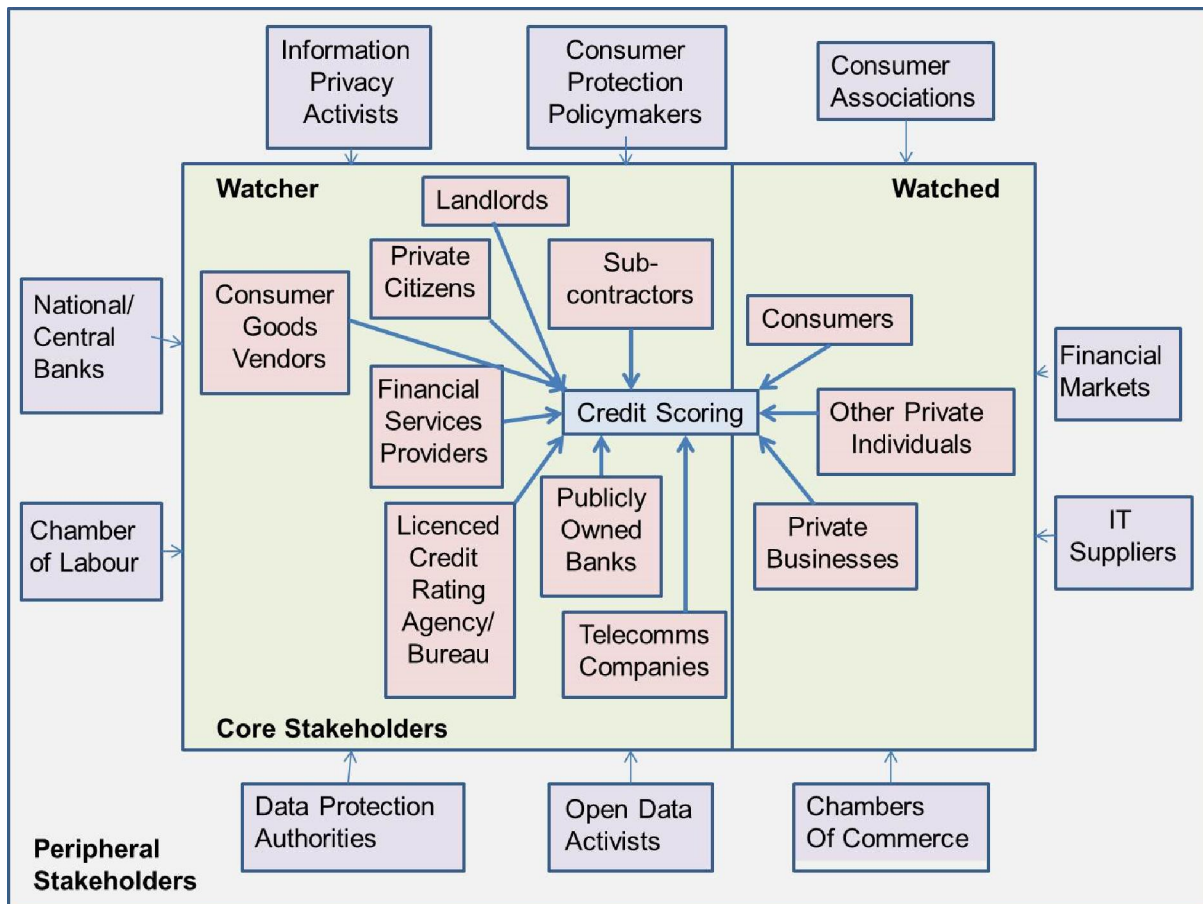 Information
Privacy
Activists
Consumer
Protection
Policymakers
Consumer
Associations
Watcher
Watched
Landlords
Private
Citizens
Sub-
contractors
Consumer
Goods
Vendors
National/
Central
Banks
Consumers
Financial
Markets
Financial
Services
Providers
Credit Scoring
Other Private
Individuals
Chamber
of Labour
Licenced
Credit
Rating
Agency/
Bureau
Publicly
Owned
Banks
Private
Businesses
IT
Suppliers
Telecomms
Companies
Core Stakeholders
Data Protection
Authorities
Open Data
Activists
Chambers
Of Commerce
Peripheral
Stakeholders